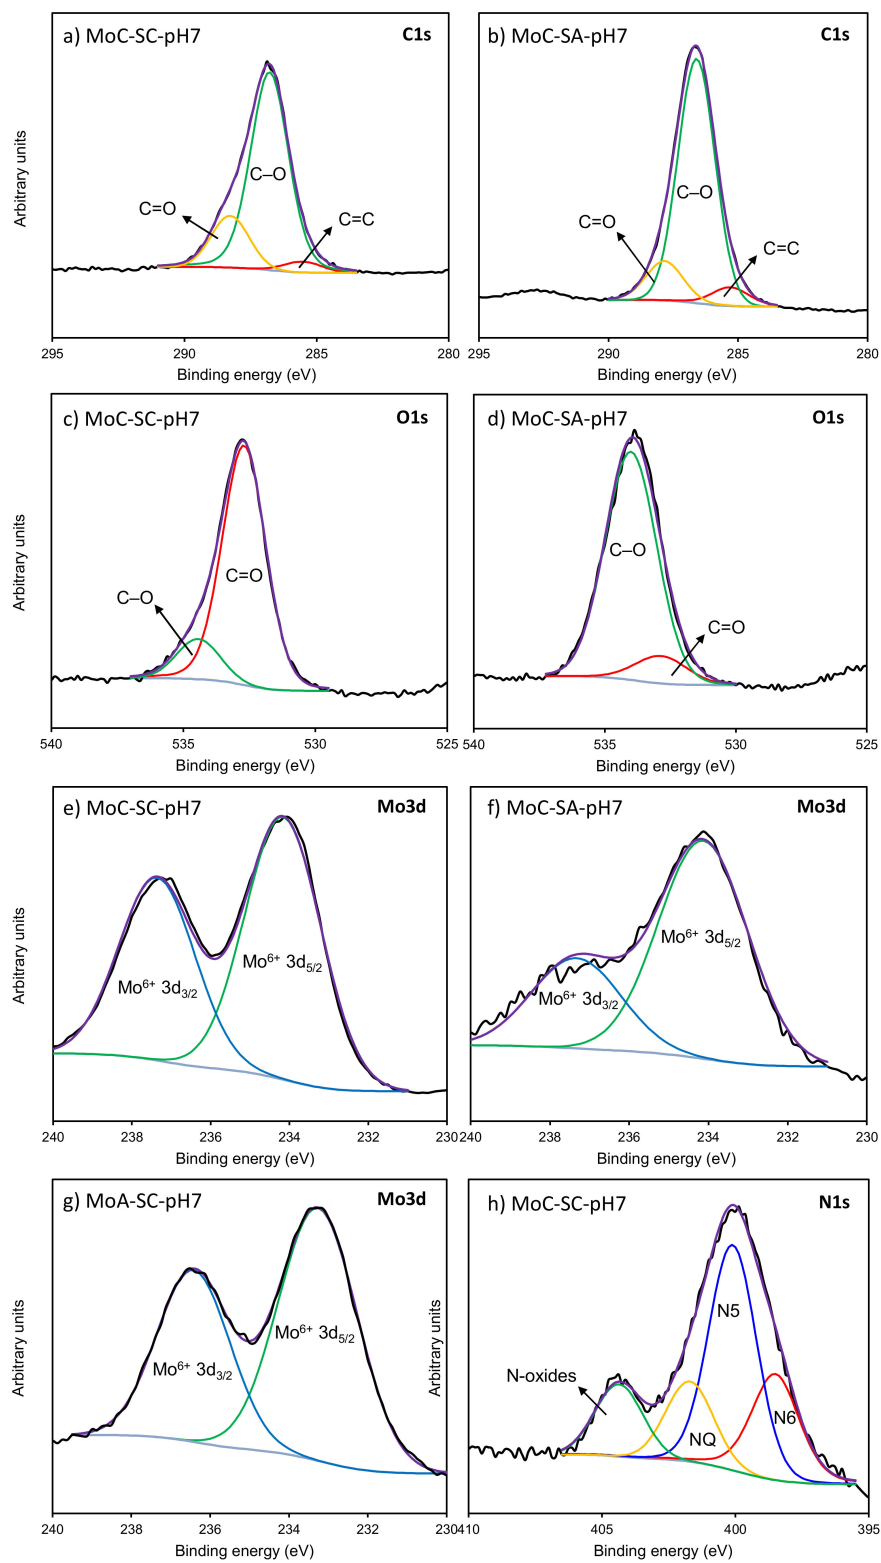 a) MoC-SC-pH7 C1s
b) MoC-SA-pH7 C1s
Arbitrary units
C–O
C=O
C=C
C–O
C=O
C=C
295 290 285 280
295 290 285 280
Binding energy (eV)
Binding energy (eV)
c) MoC-SC-pH7 O1s
d) MoC-SA-pH7 O1s
Arbitrary units
C–O
C=O
C–O
C=O
540 535 530 525
540 535 530 525
Binding energy (eV)
Binding energy (eV)
e) MoC-SC-pH7 Mo3d
f) MoC-SA-pH7 Mo3d
Arbitrary units
Mo⁶⁺ 3d₃/₂
Mo⁶⁺ 3d₅/₂
Mo⁶⁺ 3d₃/₂
Mo⁶⁺ 3d₅/₂
240 238 236 234 232 230
240 238 236 234 232 230
Binding energy (eV)
Binding energy (eV)
g) MoA-SC-pH7 Mo3d
h) MoC-SC-pH7 N1s
Arbitrary units
Arbitrary units
Mo⁶⁺ 3d₃/₂
Mo⁶⁺ 3d₅/₂
N-oxides
NQ
N5
N6
240 238 236 234 232 230
410 405 400 395
Binding energy (eV)
Binding energy (eV)